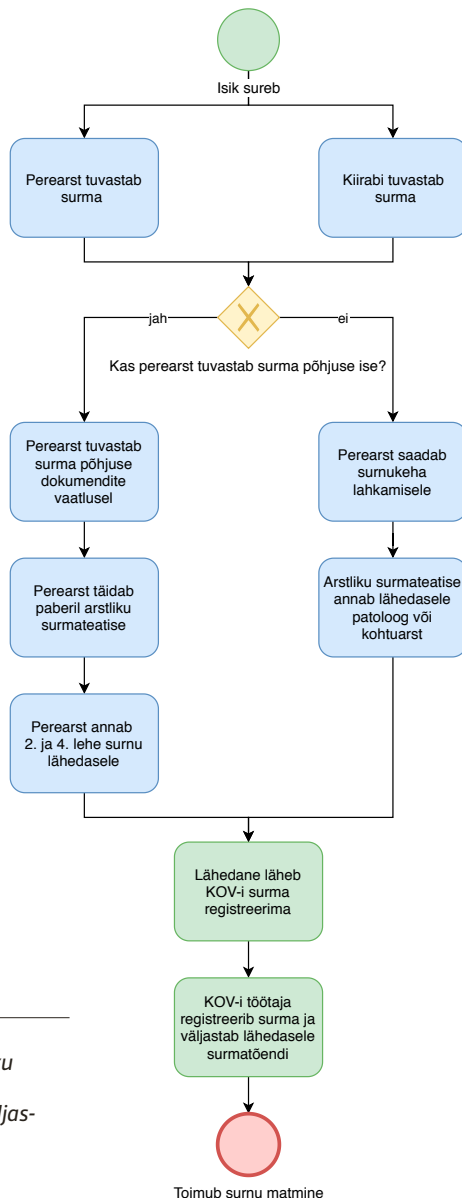 Isik sureb
Perearst tuvastab
surma
Kiirabi tuvastab
surma
jah
ei
Kas perearst tuvastab surma põhjuse ise?
Perearst tuvastab
surma põhjuse
dokumendite
vaatlusel
Perearst saadab
surnukeha
lahkamisele
Perearst täidab
paberil arstliku
surmateatise
Arstliku surmateatise
annab lähedasele
patoloog või
kohtuarst
Perearst annab
2. ja 4. lehe surnu
lähedasele
Lähedane läheb
KOV-i surma
registreerima
KOV-i töötaja
registreerib surma ja
väljastab lähedasele
surmatõendi
Toimub surnu matmine